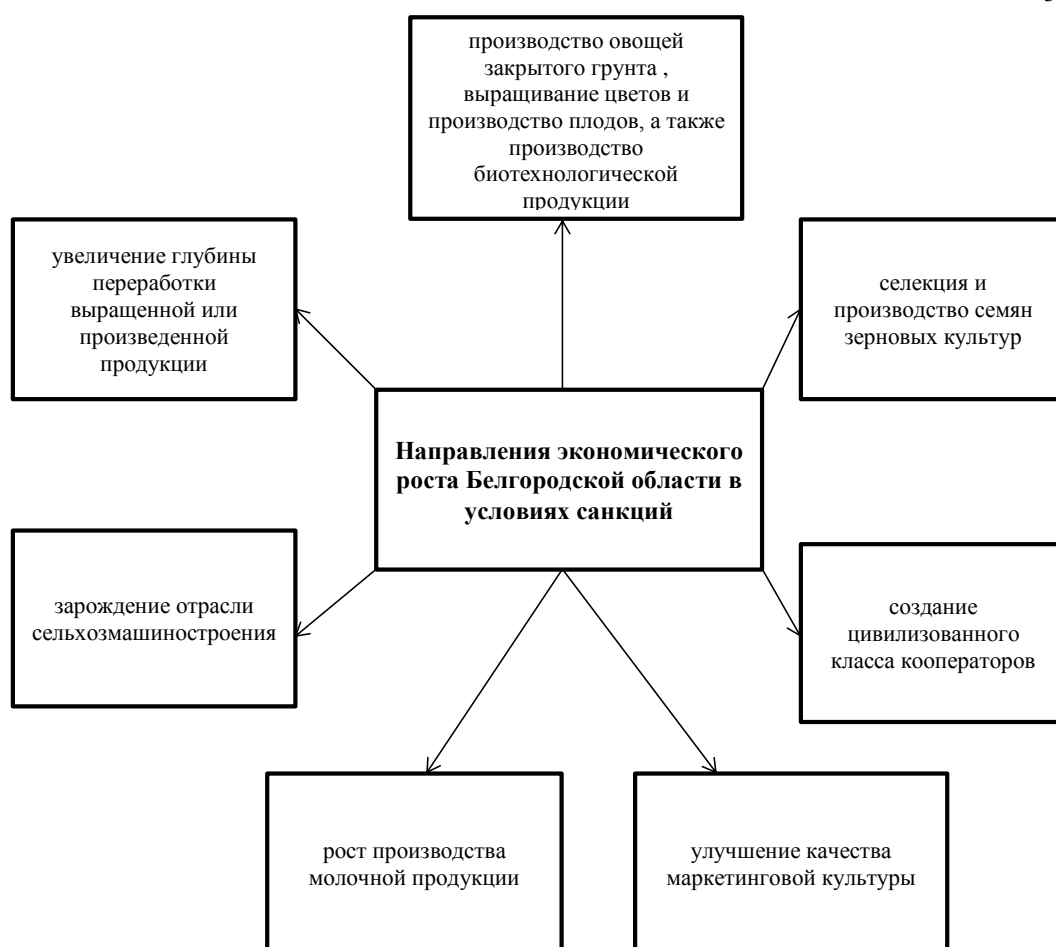 производство овощей
закрытого грунта ,
выращивание цветов и
производство плодов, а также
производство
биотехнологической
продукции
увеличение глубины
переработки
выращенной или
произведенной
продукции
селекция и
производство семян
зерновых культур
Направления экономического
роста Белгородской области в
условиях санкций
зарождение отрасли
сельхозмашиностроения
создание
цивилизованного
класса кооператоров
рост производства
молочной продукции
улучшение качества
маркетинговой культуры